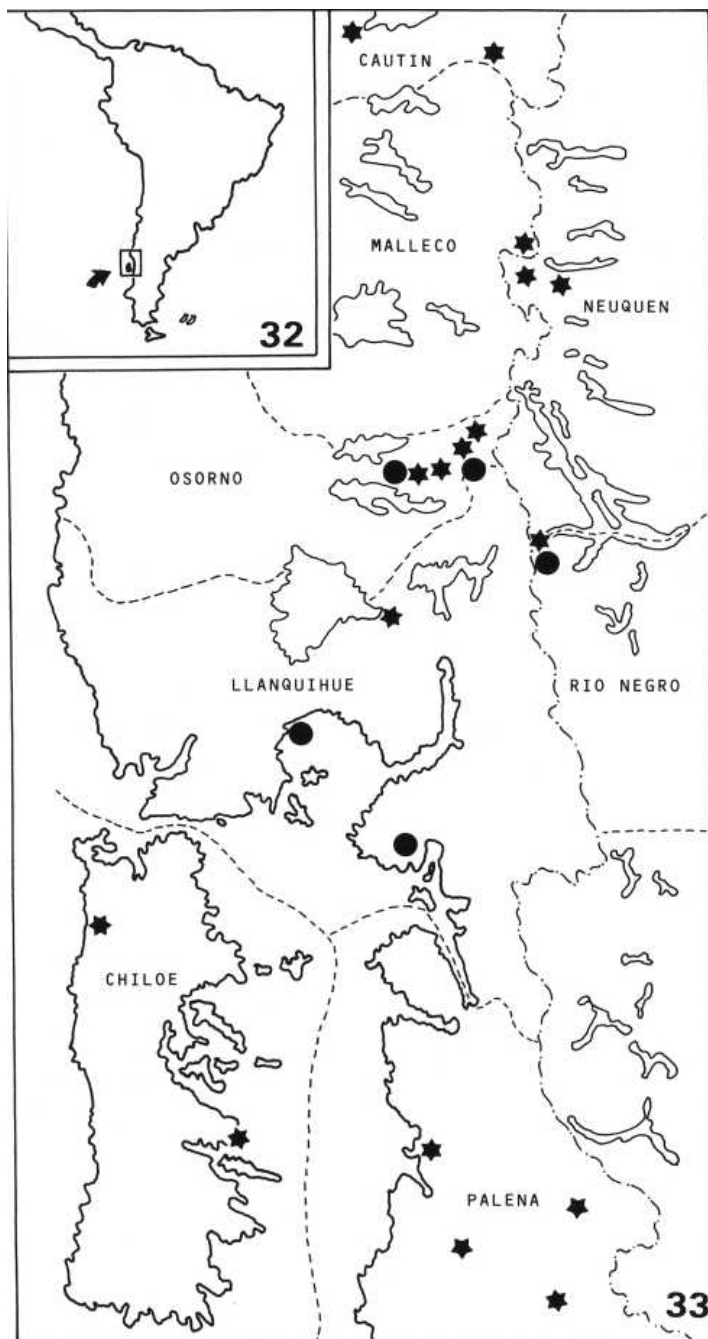 CAUTIN
MALLECO
NEUQUEN
32
OSORNO
LLANQUIHUE
RIO NEGRO
CHILOE
PALENA
33